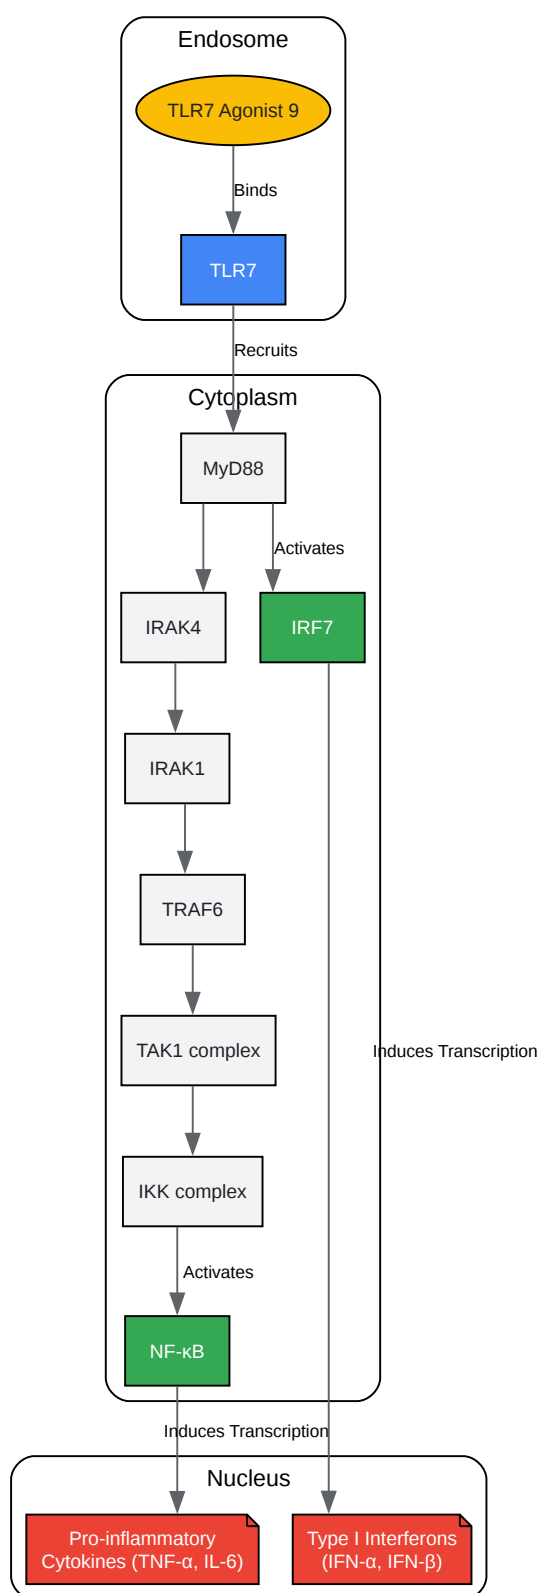 Endosome
TLR7 Agonist 9
Binds
TLR7
Recruits
Cytoplasm
MyD88
Activates
IRAK4
IRF7
IRAK1
TRAF6
TAK1 complex
Induces Transcription
IKK complex
Activates
NF-κB
Induces Transcription
Nucleus
Pro-inflammatory
Cytokines (TNF-α, IL-6)
Type I Interferons
(IFN-α, IFN-β)